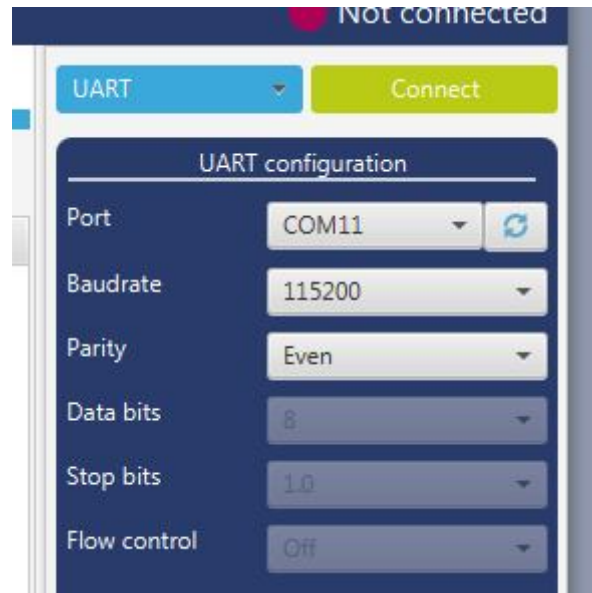 Not connected
UART
Connect
UART configuration
Port
COM11
Baudrate
115200
Parity
Even
Data bits
8
Stop bits
1.0
Flow control
Off